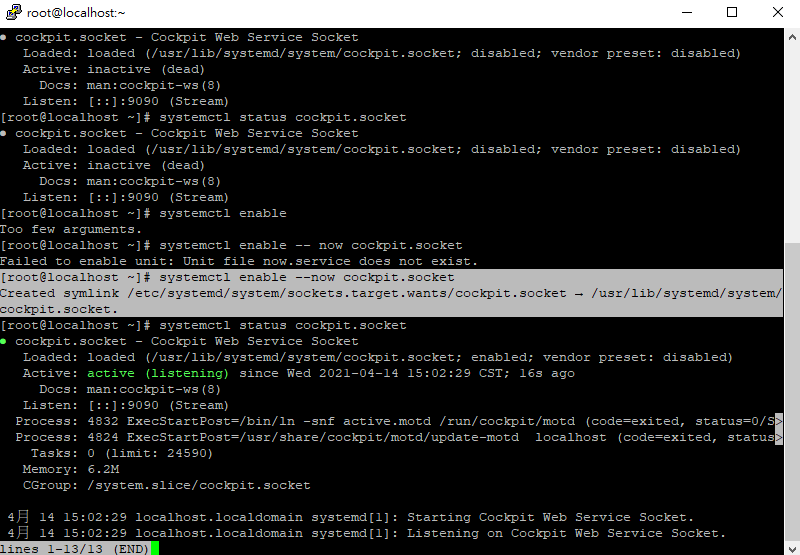 root@localhost:~
● cockpit.socket - Cockpit Web Service Socket
Loaded: loaded (/usr/lib/systemd/system/cockpit.socket; disabled; vendor preset: disabled)
Active: inactive (dead)
Docs: man:cockpit-ws(8)
Listen: [::]:9090 (Stream)
[root@localhost ~]# systemctl status cockpit.socket
● cockpit.socket - Cockpit Web Service Socket
Loaded: loaded (/usr/lib/systemd/system/cockpit.socket; disabled; vendor preset: disabled)
Active: inactive (dead)
Docs: man:cockpit-ws(8)
Listen: [::]:9090 (Stream)
[root@localhost ~]# systemctl enable
Too few arguments.
[root@localhost ~]# systemctl enable -- now cockpit.socket
Failed to enable unit: Unit file now.service does not exist.
[root@localhost ~]# systemctl enable --now cockpit.socket
Created symlink /etc/systemd/system/sockets.target.wants/cockpit.socket → /usr/lib/systemd/system/
cockpit.socket.
[root@localhost ~]# systemctl status cockpit.socket
● cockpit.socket - Cockpit Web Service Socket
Loaded: loaded (/usr/lib/systemd/system/cockpit.socket; enabled; vendor preset: disabled)
Active: active (listening) since Wed 2021-04-14 15:02:29 CST; 16s ago
Docs: man:cockpit-ws(8)
Listen: [::]:9090 (Stream)
Process: 4832 ExecStartPost=/bin/ln -snf active.motd /run/cockpit/motd (code=exited, status=0/S>
Process: 4824 ExecStartPost=/usr/share/cockpit/motd/update-motd  localhost (code=exited, status>
Tasks: 0 (limit: 24590)
Memory: 6.2M
CGroup: /system.slice/cockpit.socket
4月 14 15:02:29 localhost.localdomain systemd[1]: Starting Cockpit Web Service Socket.
4月 14 15:02:29 localhost.localdomain systemd[1]: Listening on Cockpit Web Service Socket.
lines 1-13/13 (END)